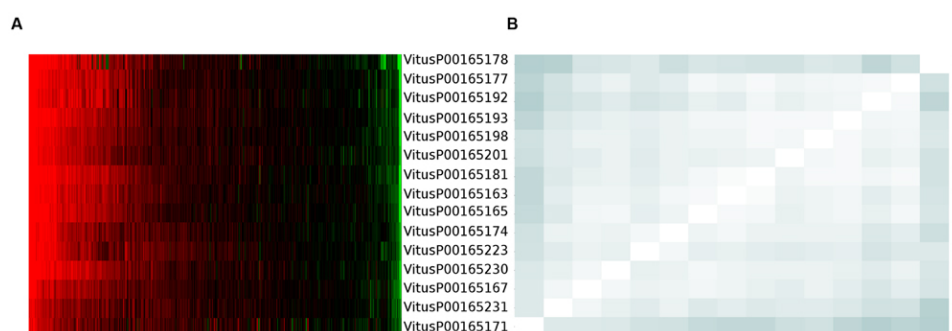 A
B
VitusP00165178
VitusP00165177
VitusP00165192
VitusP00165193
VitusP00165198
VitusP00165201
VitusP00165181
VitusP00165163
VitusP00165165
VitusP00165174
VitusP00165223
VitusP00165230
VitusP00165167
VitusP00165231
VitusP00165171